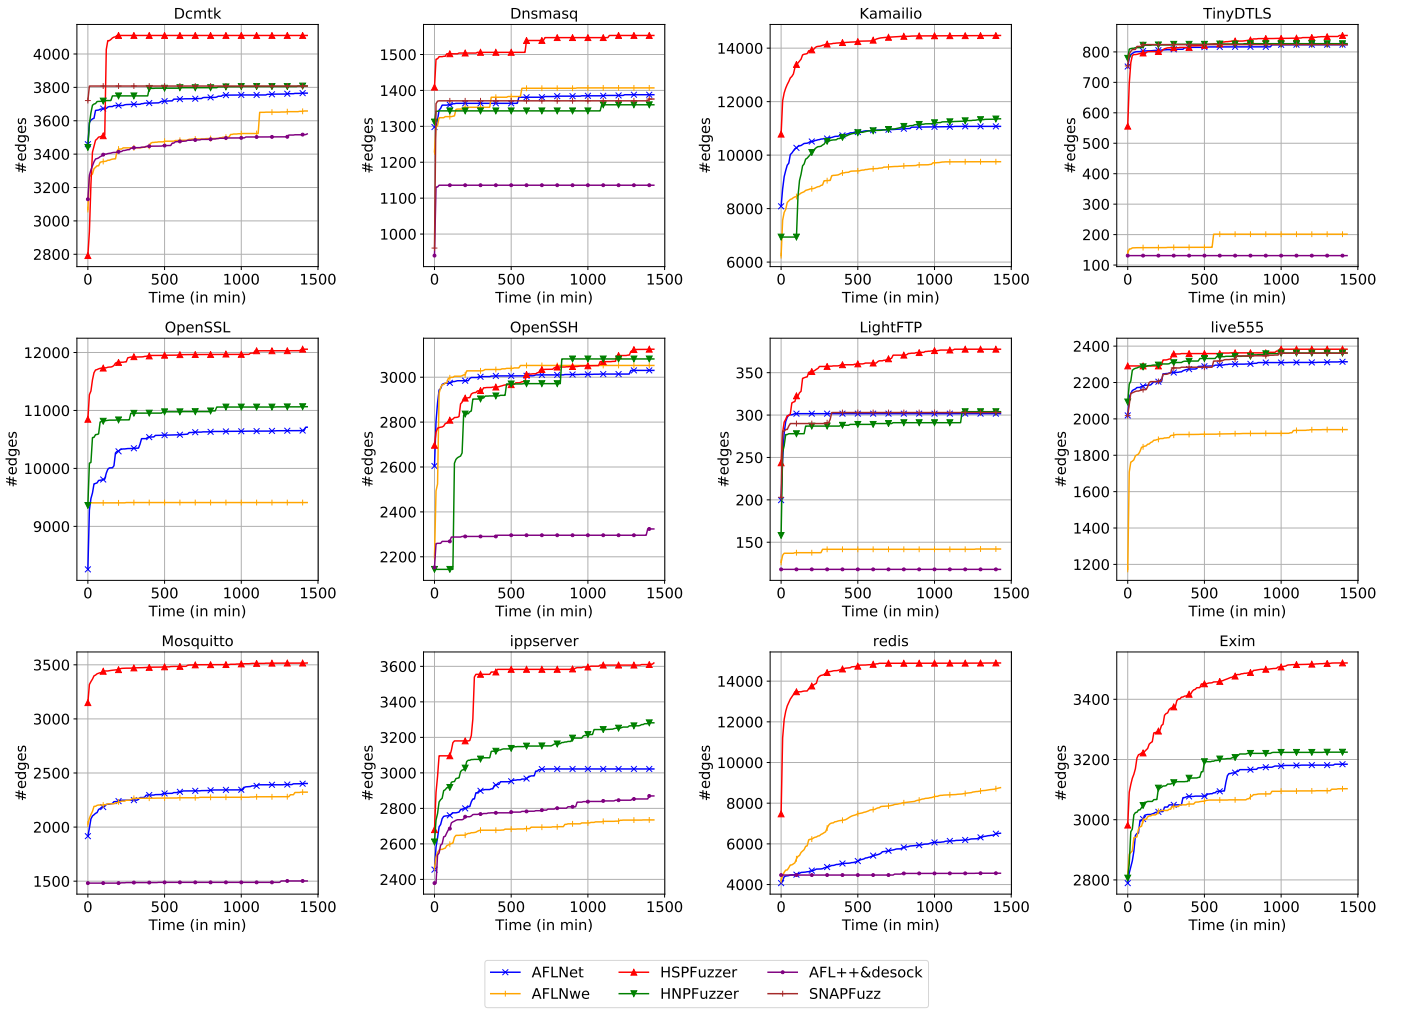 Dcmtk
Dnsmasq
Kamailio
TinyDTLS
#edges
4000
3800
3600
3400
3200
3000
2800
0
500
1000
1500
Time (in min)
#edges
1500
1400
1300
1200
1100
1000
0
500
1000
1500
Time (in min)
#edges
14000
12000
10000
8000
6000
0
500
1000
1500
Time (in min)
#edges
800
700
600
500
400
300
200
100
0
500
1000
1500
Time (in min)
OpenSSL
OpenSSH
LightFTP
live555
#edges
12000
11000
10000
9000
0
500
1000
1500
Time (in min)
#edges
3000
2800
2600
2400
2200
0
500
1000
1500
Time (in min)
#edges
350
300
250
200
150
0
500
1000
1500
Time (in min)
#edges
2400
2200
2000
1800
1600
1400
1200
0
500
1000
1500
Time (in min)
Mosquitto
ippserver
redis
Exim
#edges
3500
3000
2500
2000
1500
0
500
1000
1500
Time (in min)
#edges
3600
3400
3200
3000
2800
2600
2400
0
500
1000
1500
Time (in min)
#edges
14000
12000
10000
8000
6000
4000
0
500
1000
1500
Time (in min)
#edges
3400
3200
3000
2800
0
500
1000
1500
Time (in min)
AFLNet
HSPFuzzer
AFL++&desock
AFLNwe
HNPFuzzer
SNAPFuzz